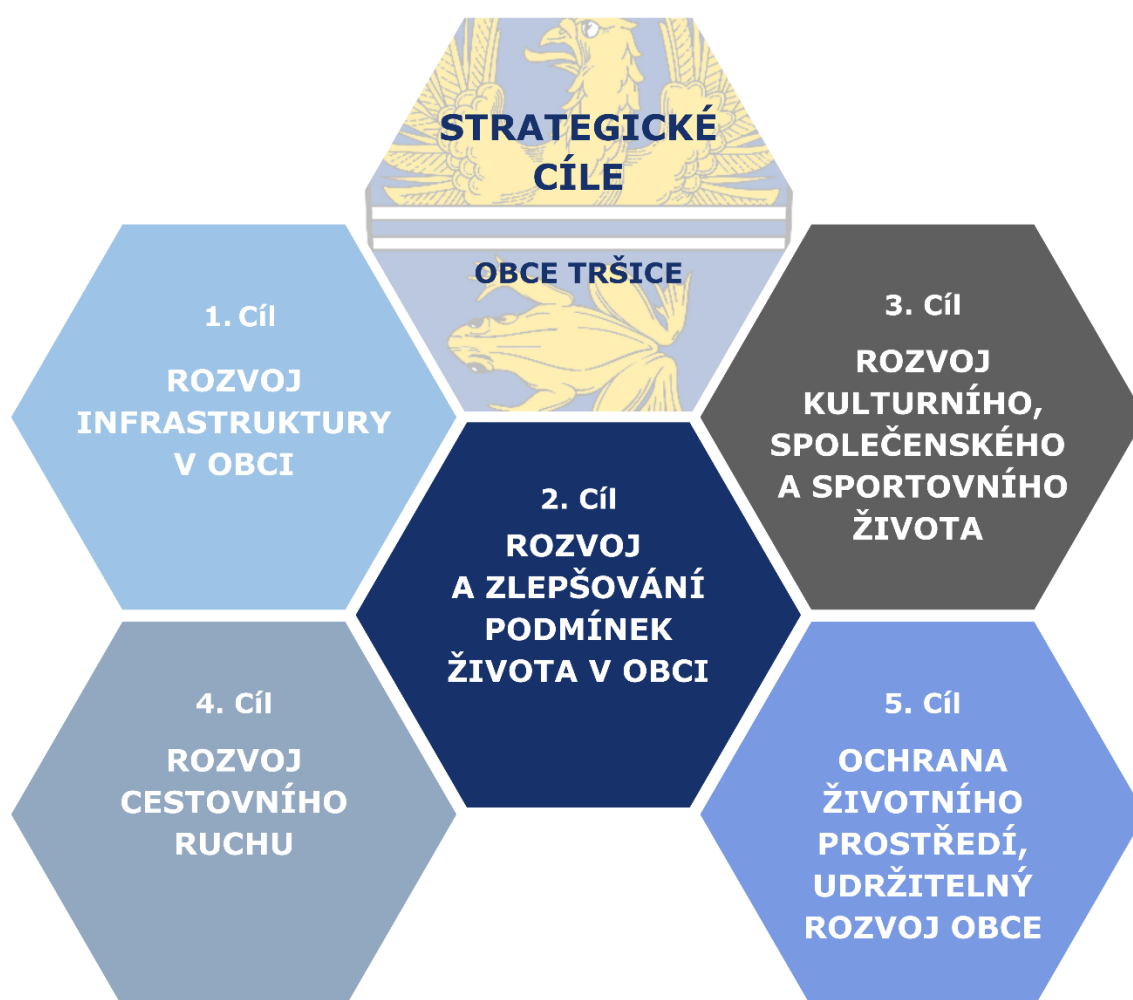 STRATEGICKÉ
CÍLE
OBCE TRŠICE
1. Cíl
ROZVOJ
INFRASTRUKTURY
V OBCI
2. Cíl
ROZVOJ
A ZLEPŠOVÁNÍ
PODMÍNEK
ŽIVOTA V OBCI
3. Cíl
ROZVOJ
KULTURNÍHO,
SPOLEČENSKÉHO
A SPORTOVNÍHO
ŽIVOTA
4. Cíl
ROZVOJ
CESTOVNÍHO
RUCHU
5. Cíl
OCHRANA
ŽIVOTNÍHO
PROSTŘEDÍ,
UDRŽITELNÝ
ROZVOJ OBCE